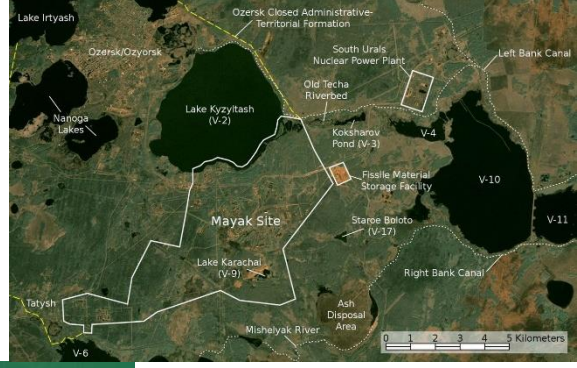 Lake Irtyash
Ozersk Closed Administrative-
Territorial Formation
Ozersk/Ozyorsk
South Urals
Nuclear Power Plant
Left Bank Canal
Old Techa
Riverbed
Lake Kyzyltash
(V-2)
Nanoga
Lakes
Koksharov
Pond (V-3)
V-4
V-10
Fissile Material
Storage Facility
V-11
Mayak Site
Staroe Boloto
(V-17)
Lake Karachai
(V-9)
Right Bank Canal
Tatysh
Ash
Disposal
Area
Mishelyak River
V-6
0 1 2 3 4 5 Kilometers